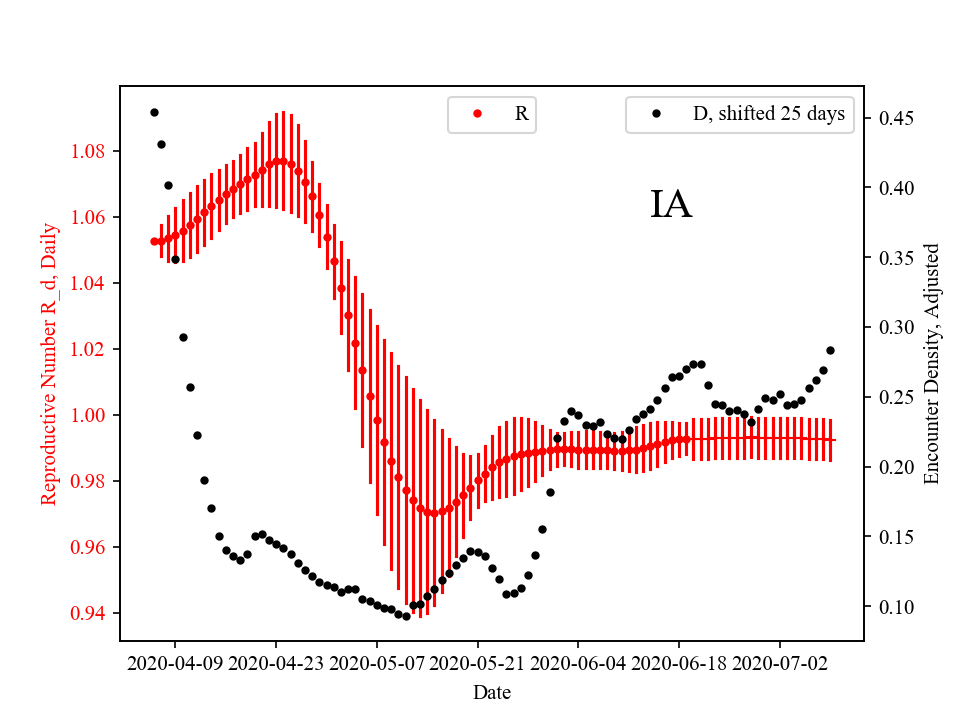 R
D, shifted 25 days
IA
Reproductive Number R_d, Daily
1.08
1.06
1.04
1.02
1.00
0.98
0.96
0.94
0.45
0.40
0.35
0.30
0.25
0.20
0.15
0.10
Encounter Density, Adjusted
2020-04-09 2020-04-23 2020-05-07 2020-05-21 2020-06-04 2020-06-18 2020-07-02
Date